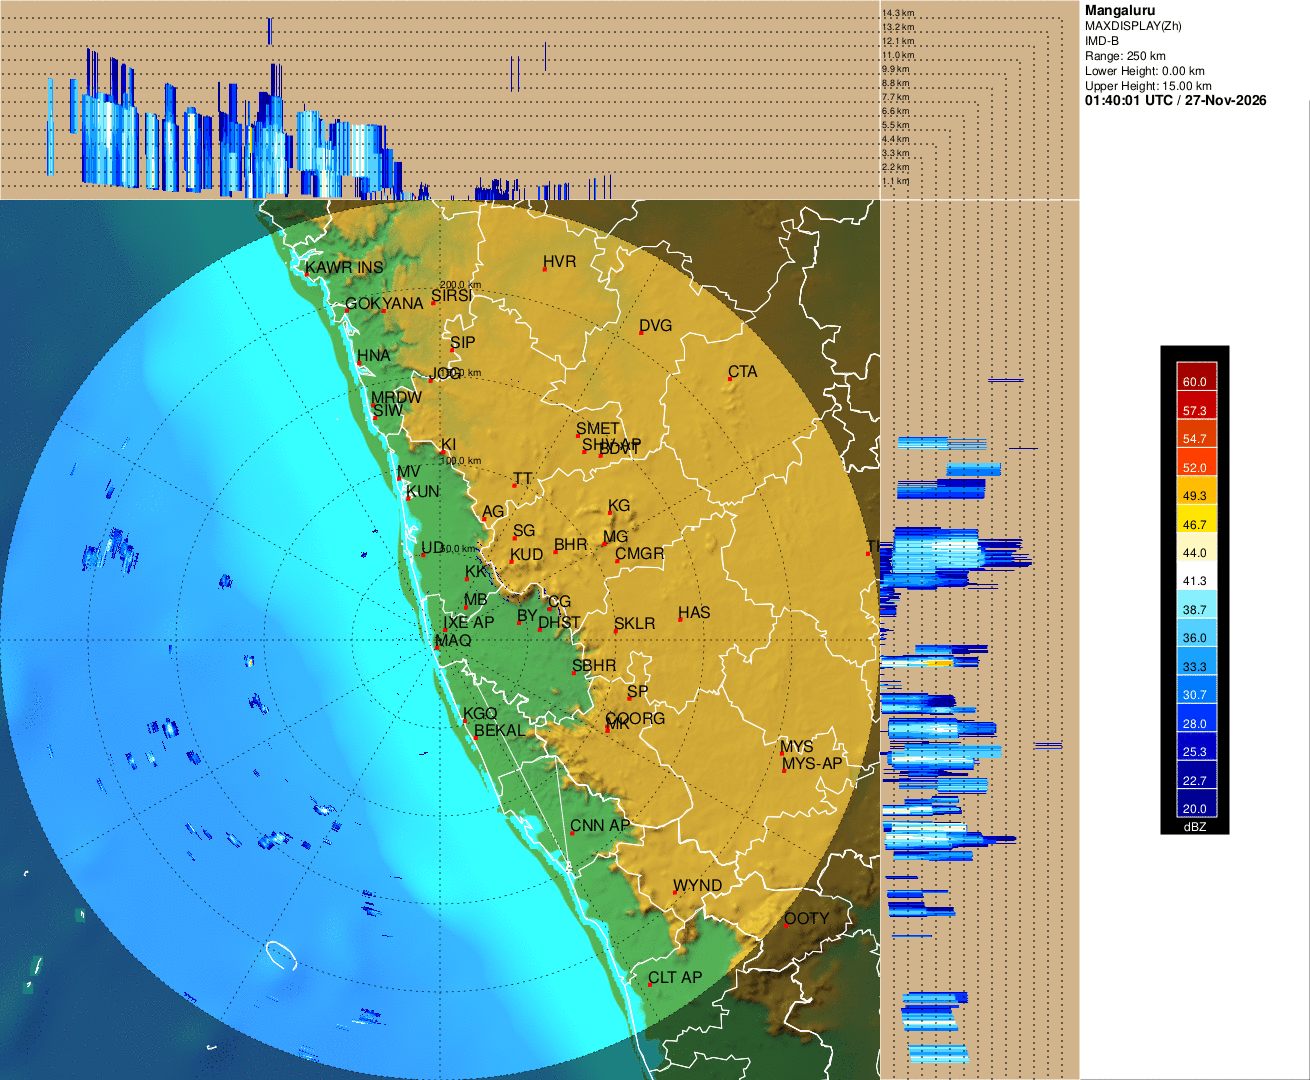 14.3 km
13.2 km
12.1 km
11.0 km
9.9 km
8.8 km
7.7 km
6.6 km
5.5 km
4.4 km
3.3 km
2.2 km
1.1 km
Mangaluru
MAXDISPLAY(Zh)
IMD-B
Range: 250 km
Lower Height: 0.00 km
Upper Height: 15.00 km
01:40:01 UTC / 27-Nov-2026
KAWR INS
HVR
200.0 km
GOKYANA
SIRSI
DVG
SIP
HNA
CTA
JOG
MRDW
SIW
SMET
SHV-AP
BDVT
KI
100.0 km
MV
TT
KUN
KG
AG
SG
MG
UD
50.0 km
KUD
BHR
CMGR
KK
MB
CG
IXE AP
BY
DHST
SKLR
HAS
MAQ
SBHR
SP
KGQ
COORG
MK
BEKAL
MYS
MYS-AP
CNN AP
WYND
OOTY
CLT AP
60.0
57.3
54.7
52.0
49.3
46.7
44.0
41.3
38.7
36.0
33.3
30.7
28.0
25.3
22.7
20.0
dBZ